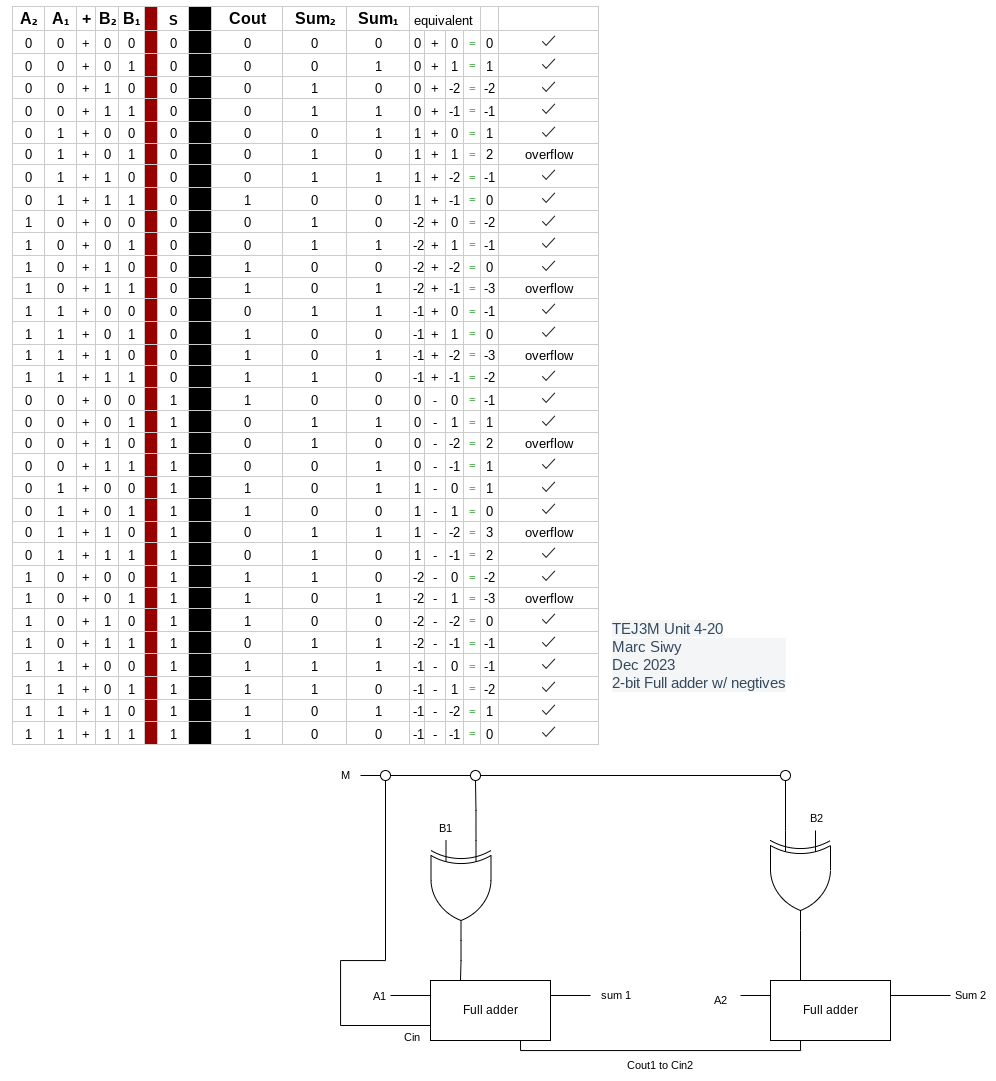 A₂ A₁ + B₂ B₁ S Cout Sum₂ Sum₁ equivalent
0 0 + 0 0 0 0 0 0 0 + 0 = 0 ✓
0 0 + 0 1 0 0 0 1 0 + 1 = 1 ✓
0 0 + 1 0 0 0 1 0 0 + -2 = -2 ✓
0 0 + 1 1 0 0 1 1 0 + -1 = -1 ✓
0 1 + 0 0 0 0 0 1 1 + 0 = 1 ✓
0 1 + 0 1 0 0 1 0 1 + 1 = 2 overflow
0 1 + 1 0 0 0 1 1 1 + -2 = -1 ✓
0 1 + 1 1 0 1 0 0 1 + -1 = 0 ✓
1 0 + 0 0 0 0 1 0 -2 + 0 = -2 ✓
1 0 + 0 1 0 0 1 1 -2 + 1 = -1 ✓
1 0 + 1 0 0 1 0 0 -2 + -2 = 0 ✓
1 0 + 1 1 0 1 0 1 -2 + -1 = -3 overflow
1 1 + 0 0 0 0 1 1 -1 + 0 = -1 ✓
1 1 + 0 1 0 1 0 0 -1 + 1 = 0 ✓
1 1 + 1 0 0 1 0 1 -1 + -2 = -3 overflow
1 1 + 1 1 0 1 1 0 -1 + -1 = -2 ✓
0 0 + 0 0 1 1 0 0 0 - 0 = -1 ✓
0 0 + 0 1 1 0 1 1 0 - 1 = 1 ✓
0 0 + 1 0 1 0 1 0 0 - -2 = 2 overflow
0 0 + 1 1 1 0 0 1 0 - -1 = 1 ✓
0 1 + 0 0 1 1 0 1 1 - 0 = 1 ✓
0 1 + 0 1 1 1 0 0 1 - 1 = 0 ✓
0 1 + 1 0 1 0 1 1 1 - -2 = 3 overflow
0 1 + 1 1 1 0 1 0 1 - -1 = 2 ✓
1 0 + 0 0 1 1 1 0 -2 - 0 = -2 ✓
1 0 + 0 1 1 1 0 1 -2 - 1 = -3 overflow
1 0 + 1 0 1 1 0 0 -2 - -2 = 0 ✓
1 0 + 1 1 1 0 1 1 -2 - -1 = -1 ✓
1 1 + 0 0 1 1 1 1 -1 - 0 = -1 ✓
1 1 + 0 1 1 1 1 0 -1 - 1 = -2 ✓
1 1 + 1 0 1 1 0 1 -1 - -2 = 1 ✓
1 1 + 1 1 1 1 0 0 -1 - -1 = 0 ✓
TEJ3M Unit 4-20
Marc Siwy
Dec 2023
2-bit Full adder w/ negtives
M
B1
B2
A1
Full adder
sum 1
A2
Full adder
Sum 2
Cin
Cout1 to Cin2